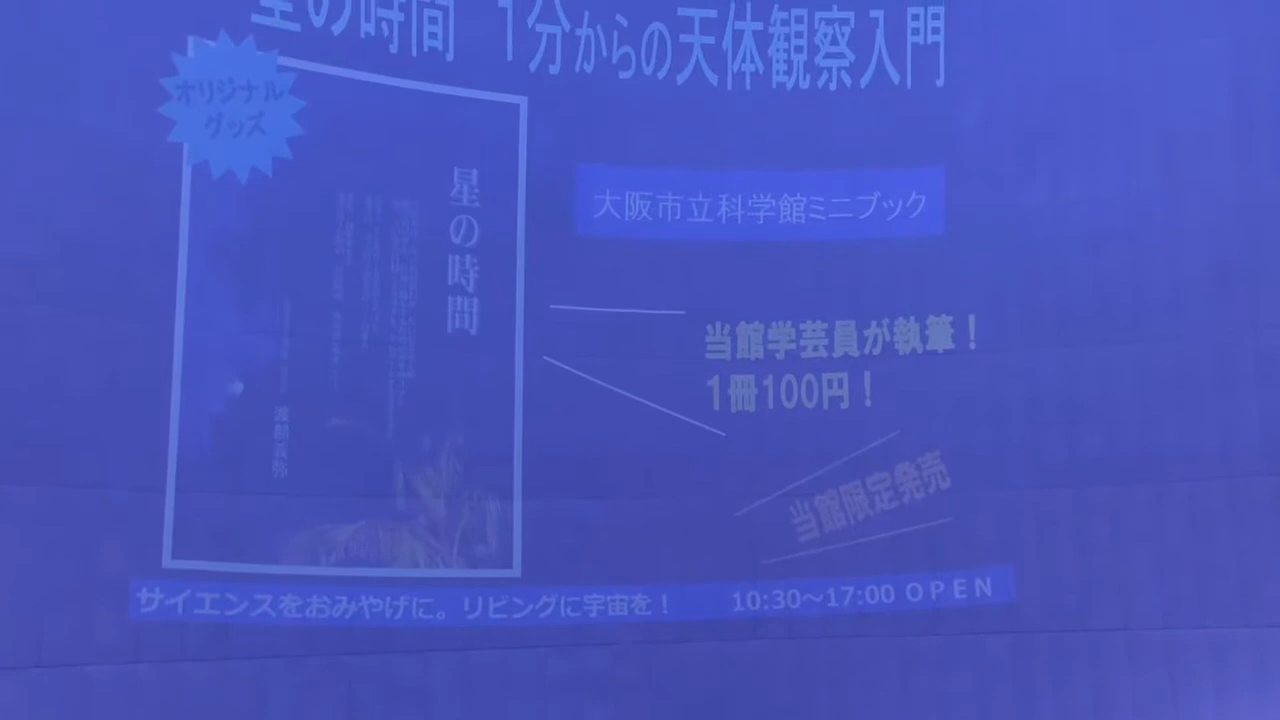 星の時間 1分からの天体観察入門
オリジナル
グッズ
星の時間
渡部義弥
大阪市立科学館ミニブック
当館学芸員が執筆！
1冊100円！
当館限定発売
サイエンスをおみやげに。リビングに宇宙を！ 10:30～17:00 OPEN